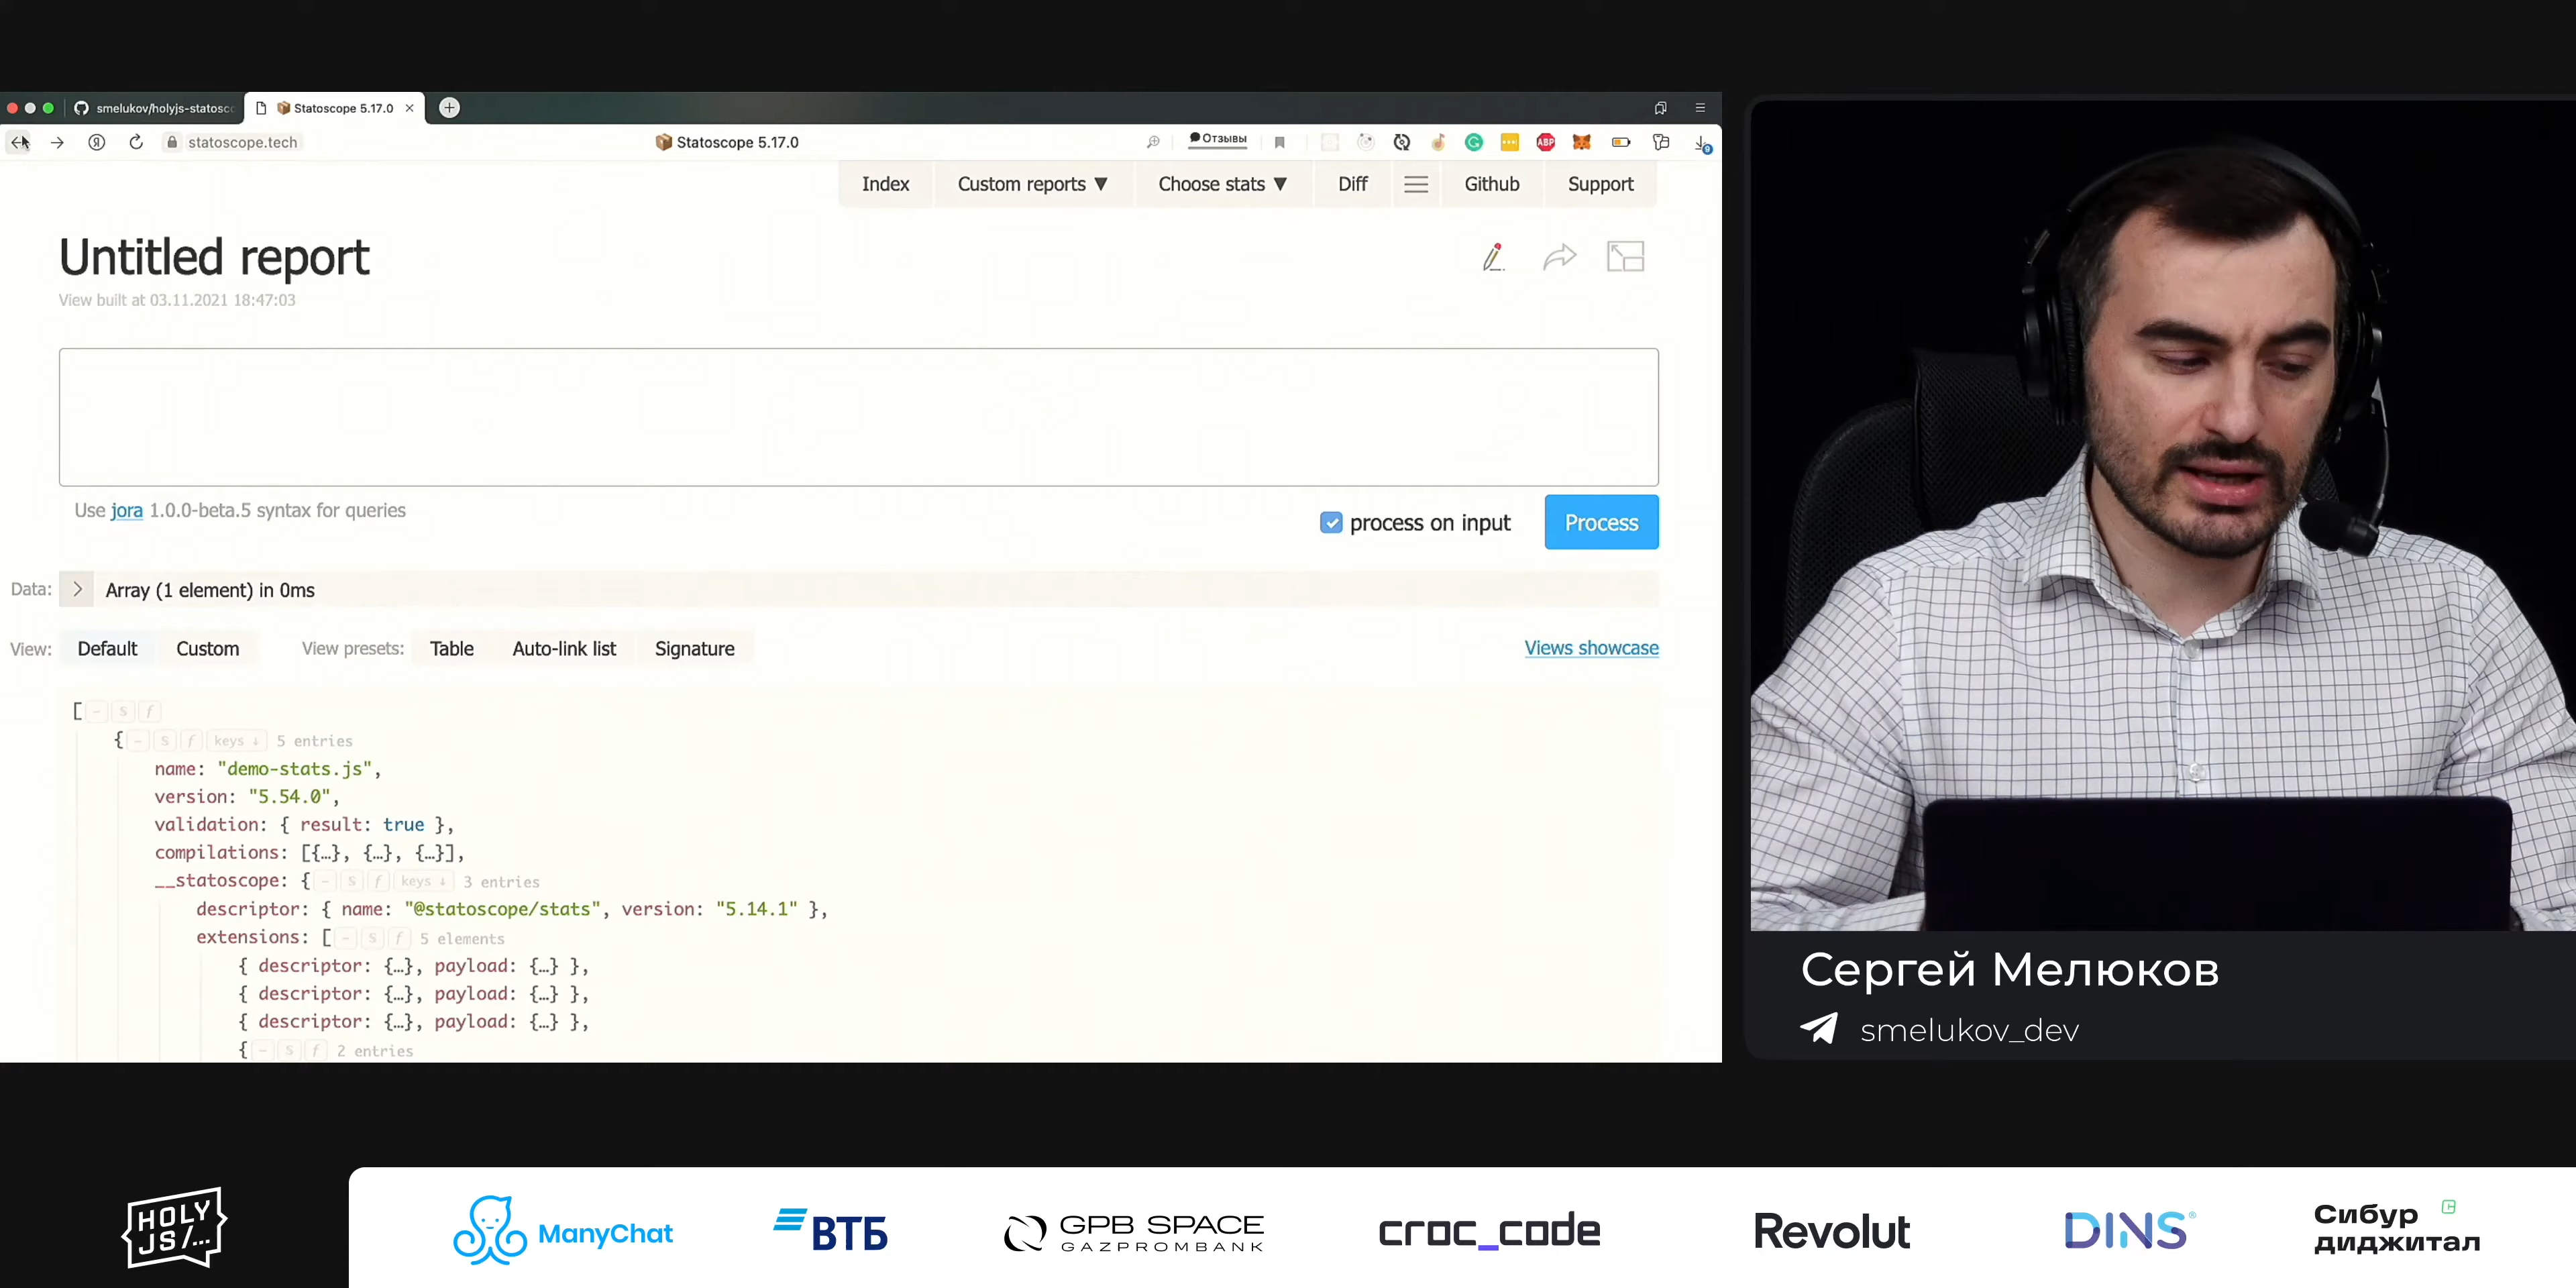 smelukov/holyjs-statosco
Statoscope 5.17.0
statoscope.tech
Statoscope 5.17.0
Отзывы
ABP
9
Index
Custom reports ▼
Choose stats ▼
Diff
Github
Support
Untitled report
View built at 03.11.2021 18:47:03
Use jora 1.0.0-beta.5 syntax for queries
process on input
Process
Data:
Array (1 element) in 0ms
View:
Default
Custom
View presets:
Table
Auto-link list
Signature
Views showcase
[ - S f
{ - S f keys ↓ 5 entries
name: "demo-stats.js",
version: "5.54.0",
validation: { result: true },
compilations: [{…}, {…}, {…}],
__statoscope: { - S f keys ↓ 3 entries
descriptor: { name: "@statoscope/stats", version: "5.14.1" },
extensions: [ - S f 5 elements
{ descriptor: {…}, payload: {…} },
{ descriptor: {…}, payload: {…} },
{ descriptor: {…}, payload: {…} },
{ - S f 2 entries
Сергей Мелюков
smelukov_dev
HOLY
JS/...
ManyChat
ВТБ
GPB SPACE
GAZPROMBANK
croc_code
Revolut
DINS®
Сибур
диджитал